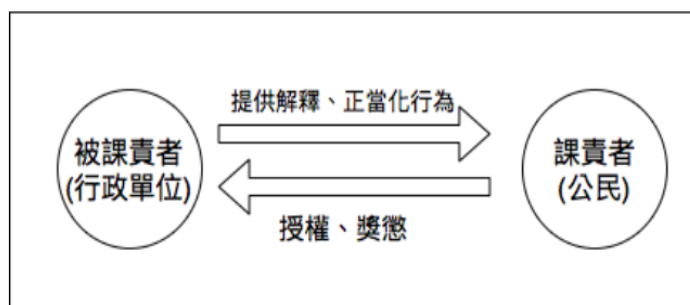 提供解釋、正當化行為
被課責者
(行政單位)
課責者
(公民)
授權、獎懲